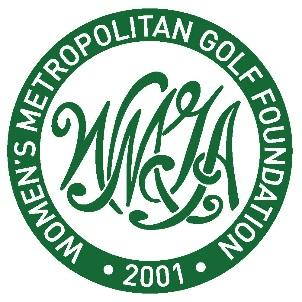 WOMEN'S METROPOLITAN GOLF FOUNDATION
WMGA
• 2001 •